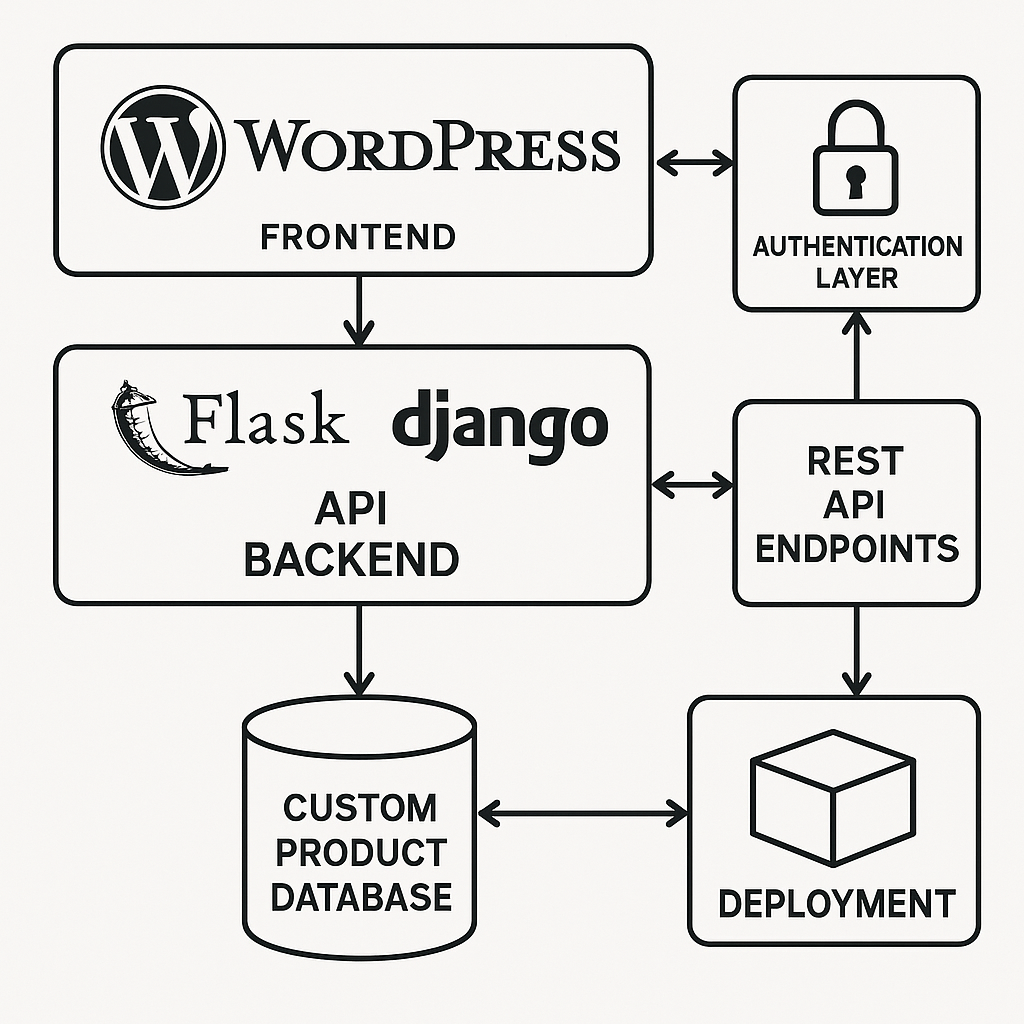 WORDPRESS
FRONTEND
AUTHENTICATION
LAYER
Flask django
API
BACKEND
REST
API
ENDPOINTS
CUSTOM
PRODUCT
DATABASE
DEPLOYMENT